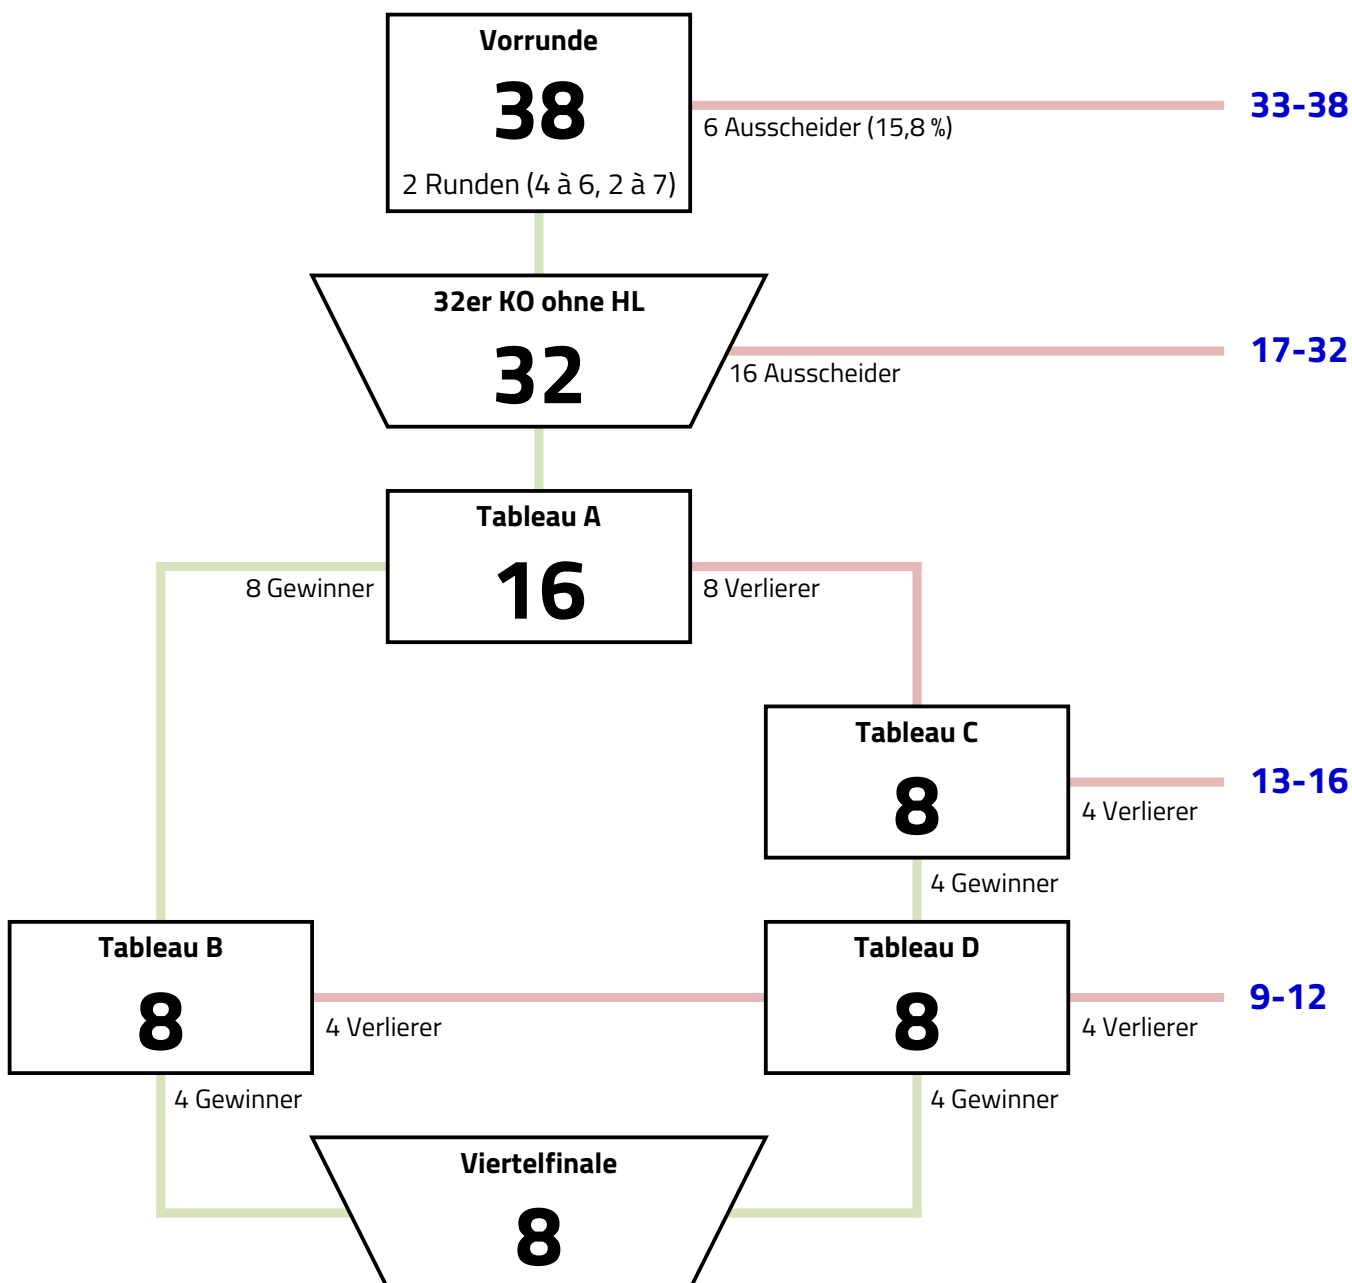 Vorrunde
38
2 Runden (4 à 6, 2 à 7)
6 Ausscheider (15,8 %)
33-38
32er KO ohne HL
32
16 Ausscheider
17-32
Tableau A
16
8 Gewinner
8 Verlierer
Tableau C
8
4 Verlierer
13-16
4 Gewinner
Tableau B
8
4 Verlierer
4 Gewinner
Tableau D
8
4 Verlierer
9-12
4 Gewinner
Viertelfinale
8